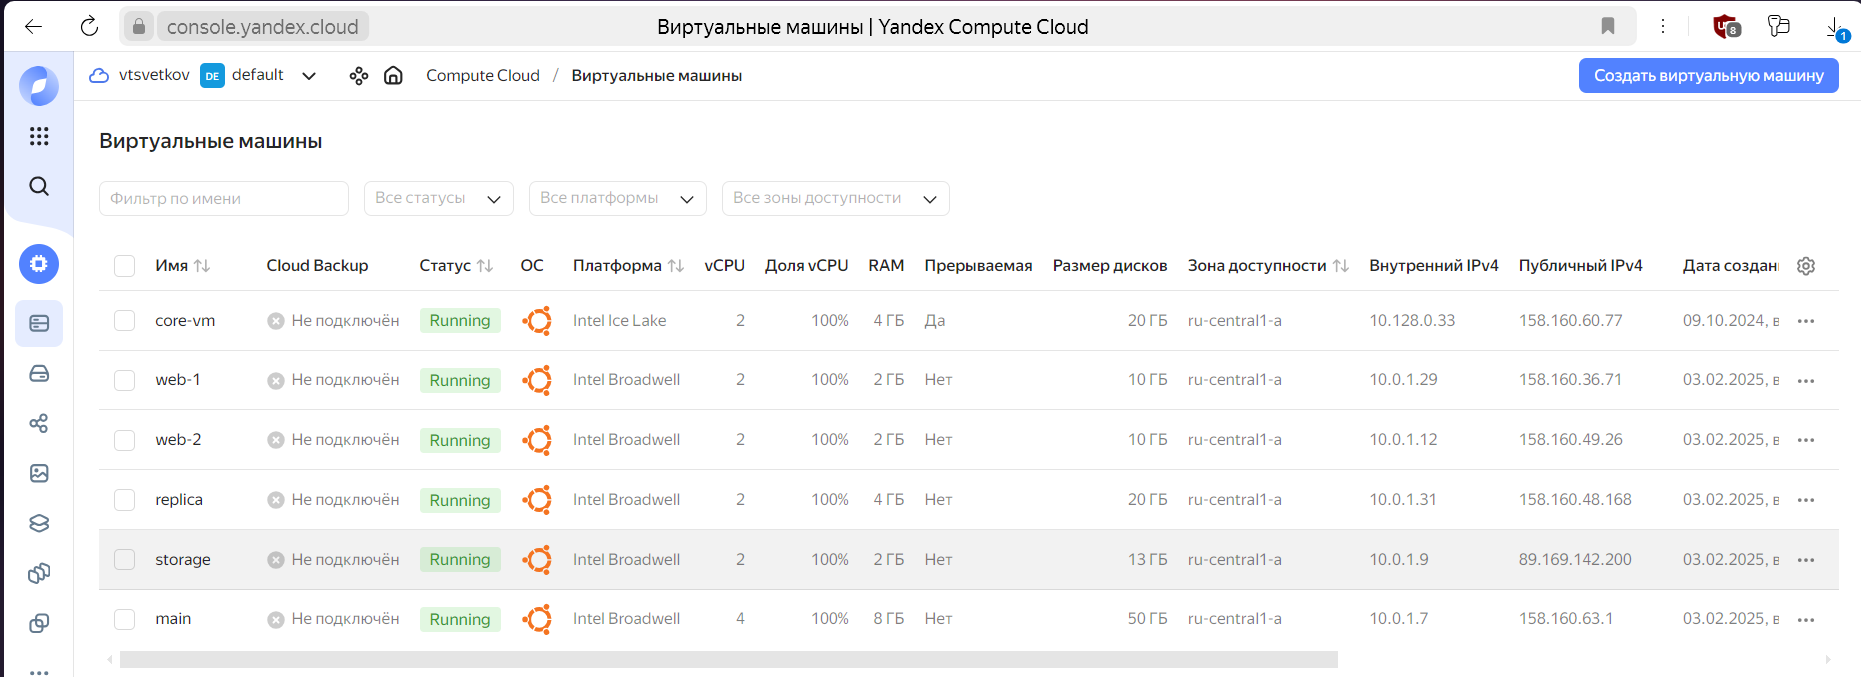 console.yandex.cloud Виртуальные машины | Yandex Compute Cloud 8 1
vtsvetkov DE default Compute Cloud / Виртуальные машины Создать виртуальную машину
Виртуальные машины
Фильтр по имени Все статусы Все платформы Все зоны доступности
Имя Cloud Backup Статус ОС Платформа vCPU Доля vCPU RAM Прерываемая Размер дисков Зона доступности Внутренний IPv4 Публичный IPv4 Дата создан
core-vm Не подключён Running Intel Ice Lake 2 100% 4 ГБ Да 20 ГБ ru-central1-a 10.128.0.33 158.160.60.77 09.10.2024, в
web-1 Не подключён Running Intel Broadwell 2 100% 2 ГБ Нет 10 ГБ ru-central1-a 10.0.1.29 158.160.36.71 03.02.2025, в
web-2 Не подключён Running Intel Broadwell 2 100% 2 ГБ Нет 10 ГБ ru-central1-a 10.0.1.12 158.160.49.26 03.02.2025, в
replica Не подключён Running Intel Broadwell 2 100% 4 ГБ Нет 20 ГБ ru-central1-a 10.0.1.31 158.160.48.168 03.02.2025, в
storage Не подключён Running Intel Broadwell 2 100% 2 ГБ Нет 13 ГБ ru-central1-a 10.0.1.9 89.169.142.200 03.02.2025, в
main Не подключён Running Intel Broadwell 4 100% 8 ГБ Нет 50 ГБ ru-central1-a 10.0.1.7 158.160.63.1 03.02.2025, в